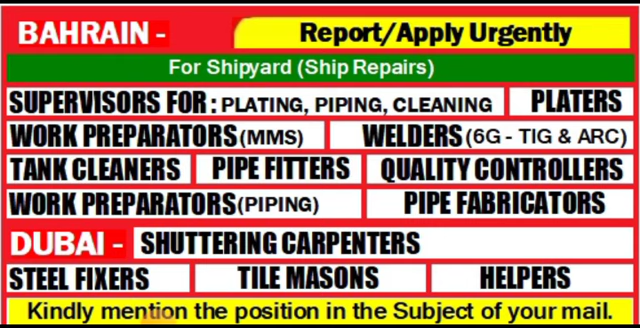 BAHRAIN - Report/Apply Urgently
For Shipyard (Ship Repairs)
SUPERVISORS FOR : PLATING, PIPING, CLEANING PLATERS
WORK PREPARATORS (MMS) WELDERS (6G - TIG & ARC)
TANK CLEANERS PIPE FITTERS QUALITY CONTROLLERS
WORK PREPARATORS (PIPING) PIPE FABRICATORS
DUBAI - SHUTTERING CARPENTERS
STEEL FIXERS TILE MASONS HELPERS
Kindly mention the position in the Subject of your mail.